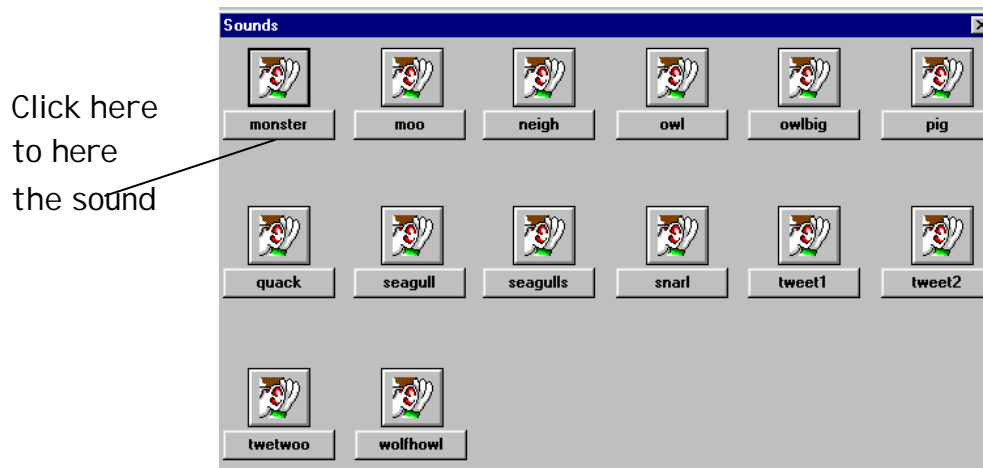 Sounds
Click here
to here
the sound
monster moo neigh owl owlbig pig
quack seagull seagulls snarl tweet1 tweet2
twetwoo wolfhowl